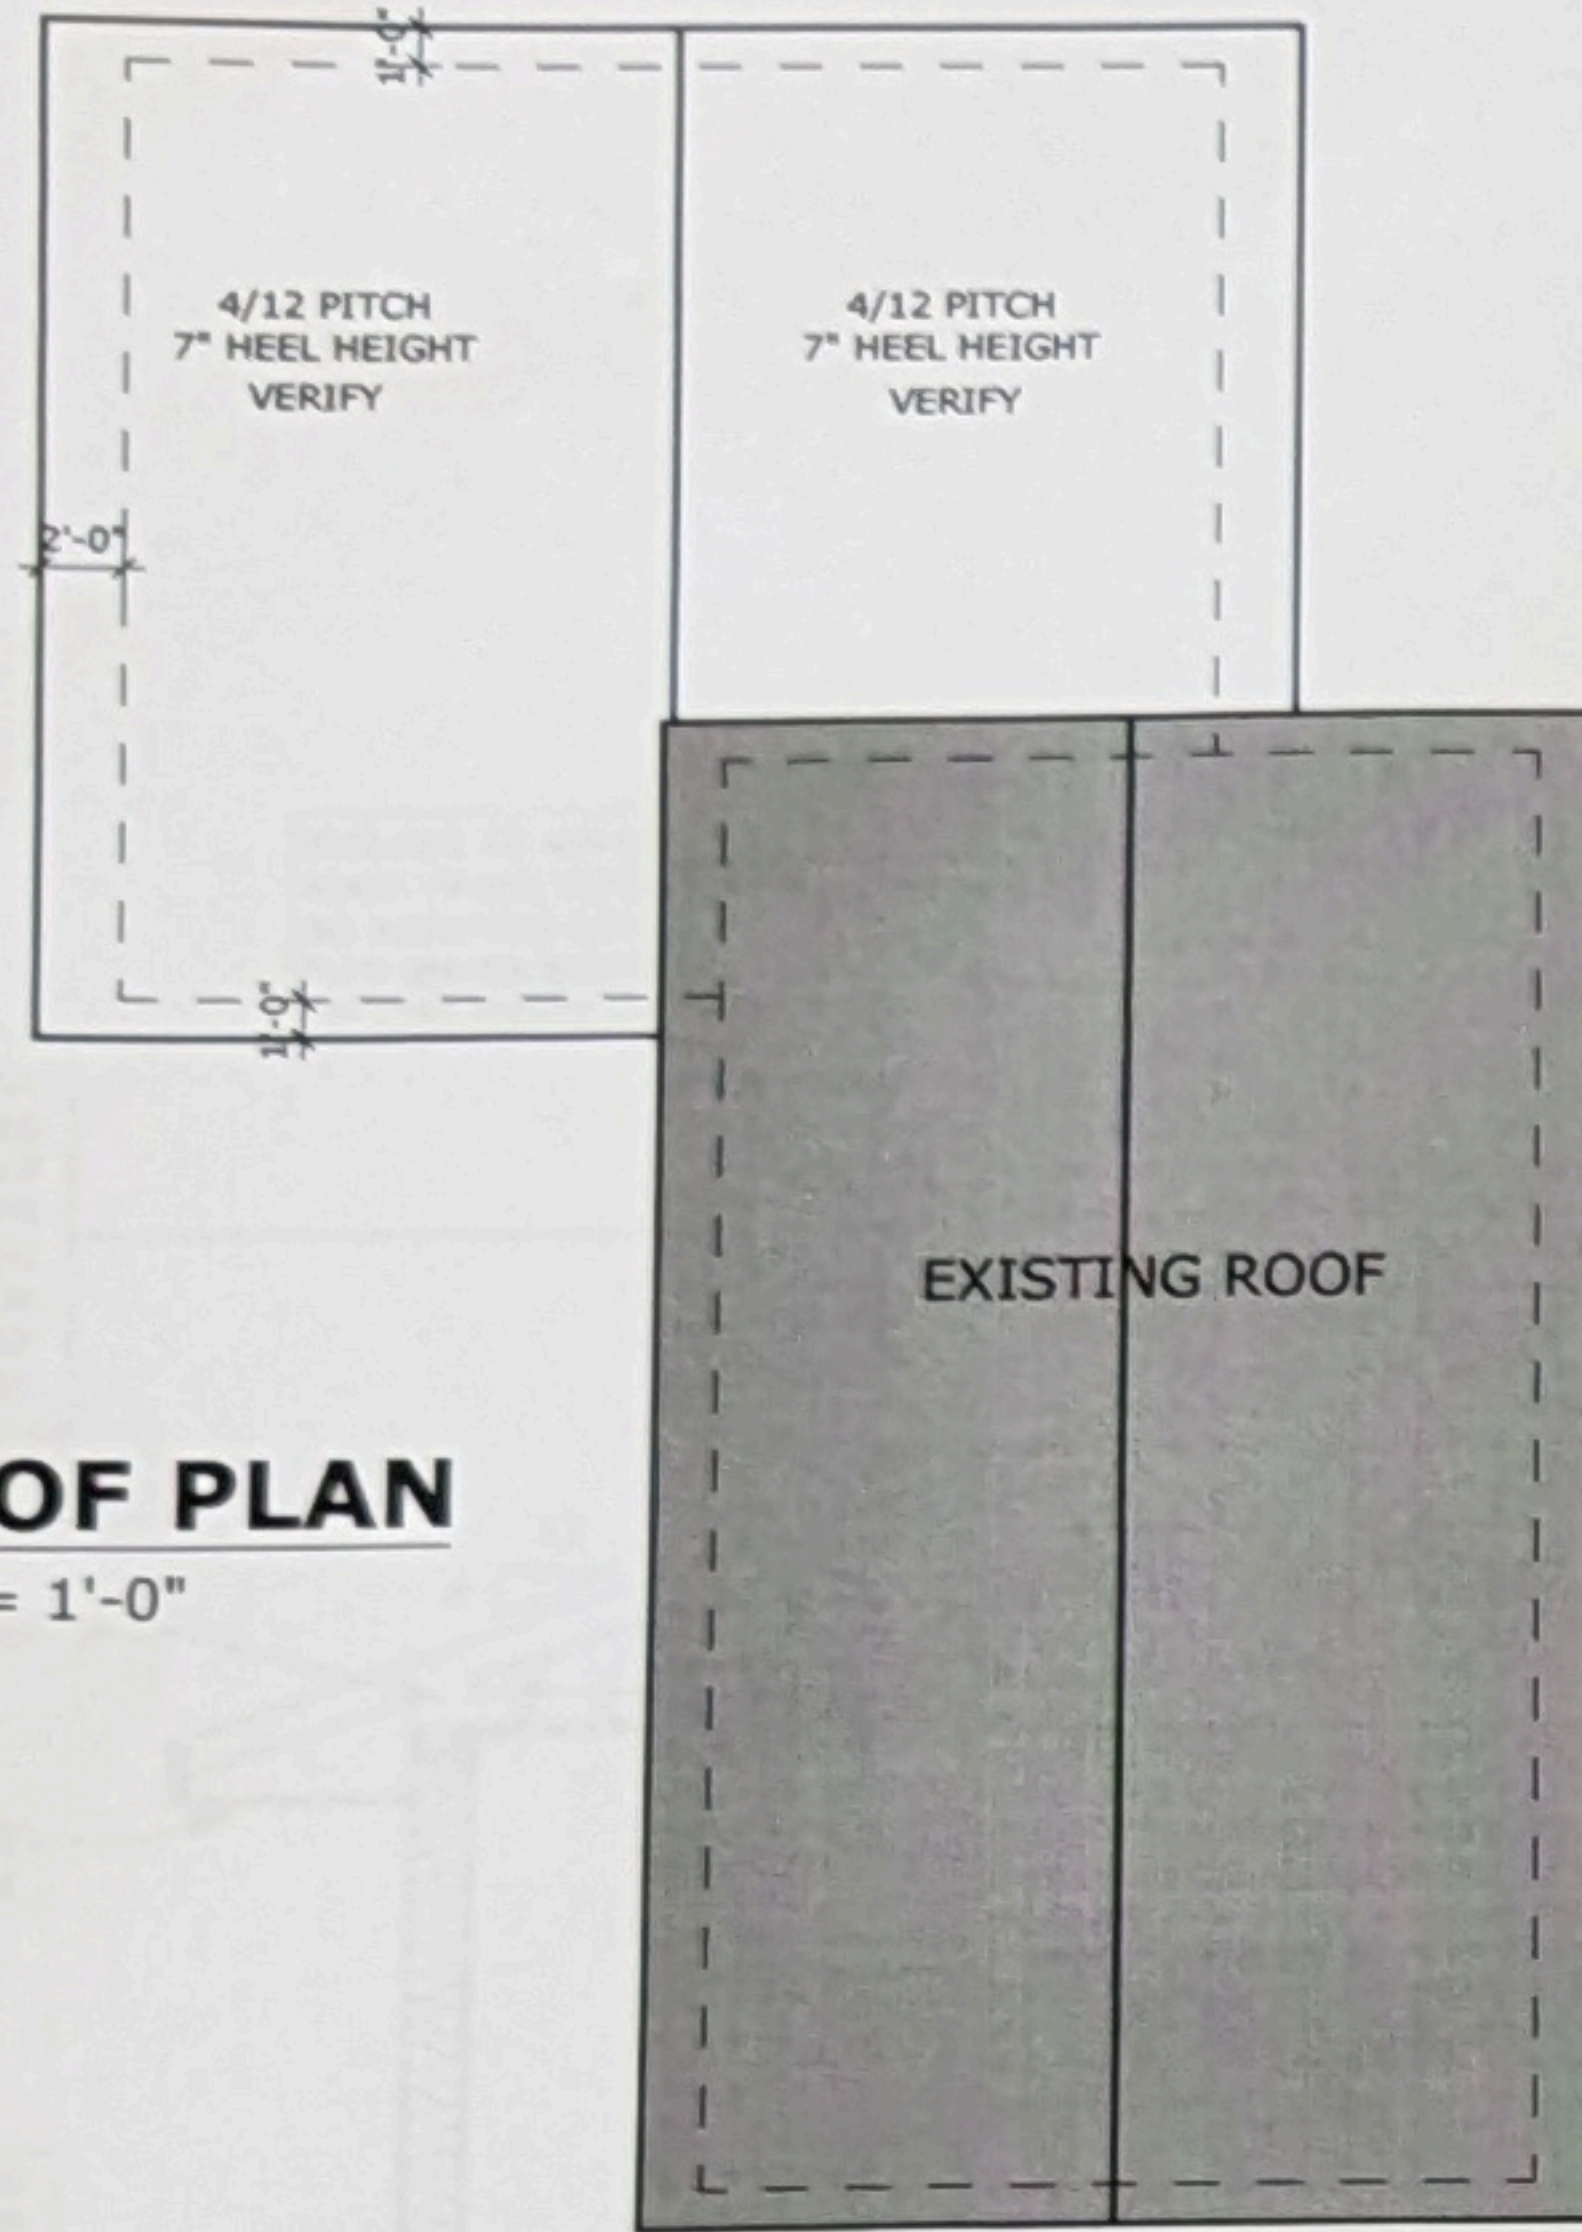 1'-0"
4/12 PITCH
7" HEEL HEIGHT
VERIFY
4/12 PITCH
7" HEEL HEIGHT
VERIFY
2'-0"
1'-0"
EXISTING ROOF
OF PLAN
= 1'-0"